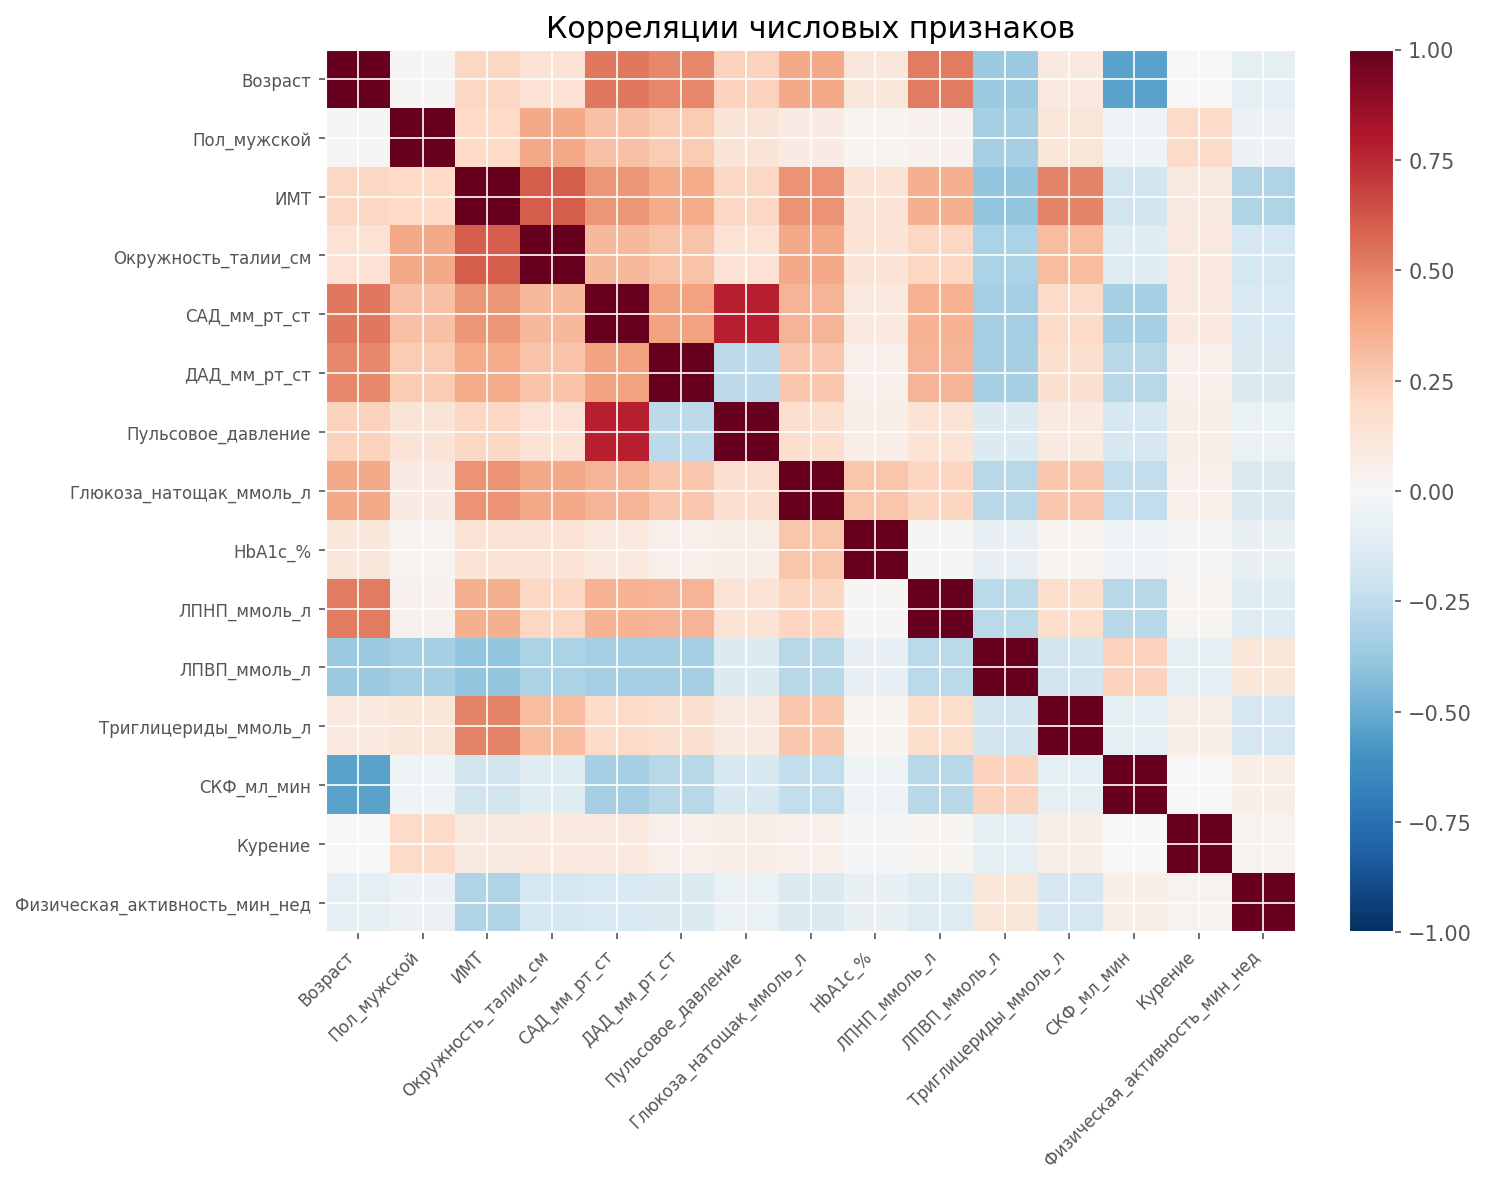 Корреляции числовых признаков
Возраст
Пол_мужской
ИМТ
Окружность_талии_см
САД_мм_рт_ст
ДАД_мм_рт_ст
Пульсовое_давление
Глюкоза_натощак_ммоль_л
HbA1c_%
ЛПНП_ммоль_л
ЛПВП_ммоль_л
Триглицериды_ммоль_л
СКФ_мл_мин
Курение
Физическая_активность_мин_нед
Возраст
Пол_мужской
ИМТ
Окружность_талии_см
САД_мм_рт_ст
ДАД_мм_рт_ст
Пульсовое_давление
Глюкоза_натощак_ммоль_л
HbA1c_%
ЛПНП_ммоль_л
ЛПВП_ммоль_л
Триглицериды_ммоль_л
СКФ_мл_мин
Курение
Физическая_активность_мин_нед
1.00
0.75
0.50
0.25
0.00
−0.25
−0.50
−0.75
−1.00